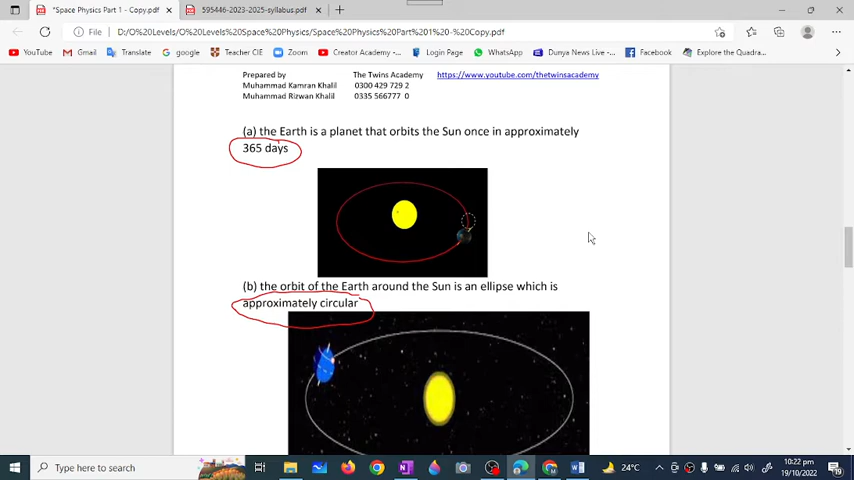 *Space Physics Part 1 - Copy.pdf
595446-2023-2025-syllabus.pdf
File
D:/O%20Levels%20Space%20Physics/Space%20Physics%20Part%201%20-%20Copy.pdf
YouTube
Gmail
Translate
google
Teacher CIE
Zoom
Creator Academy -...
Login Page
WhatsApp
Dunya News Live -...
Facebook
Explore the Quadra...
Prepared by The Twins Academy https://www.youtube.com/thetwinsacademy
Muhammad Kamran Khalil 0300 429 729 2
Muhammad Rizwan Khalil 0335 566777 0
(a) the Earth is a planet that orbits the Sun once in approximately
365 days
(b) the orbit of the Earth around the Sun is an ellipse which is
approximately circular
Type here to search
24°C
10:22 pm
19/10/2022